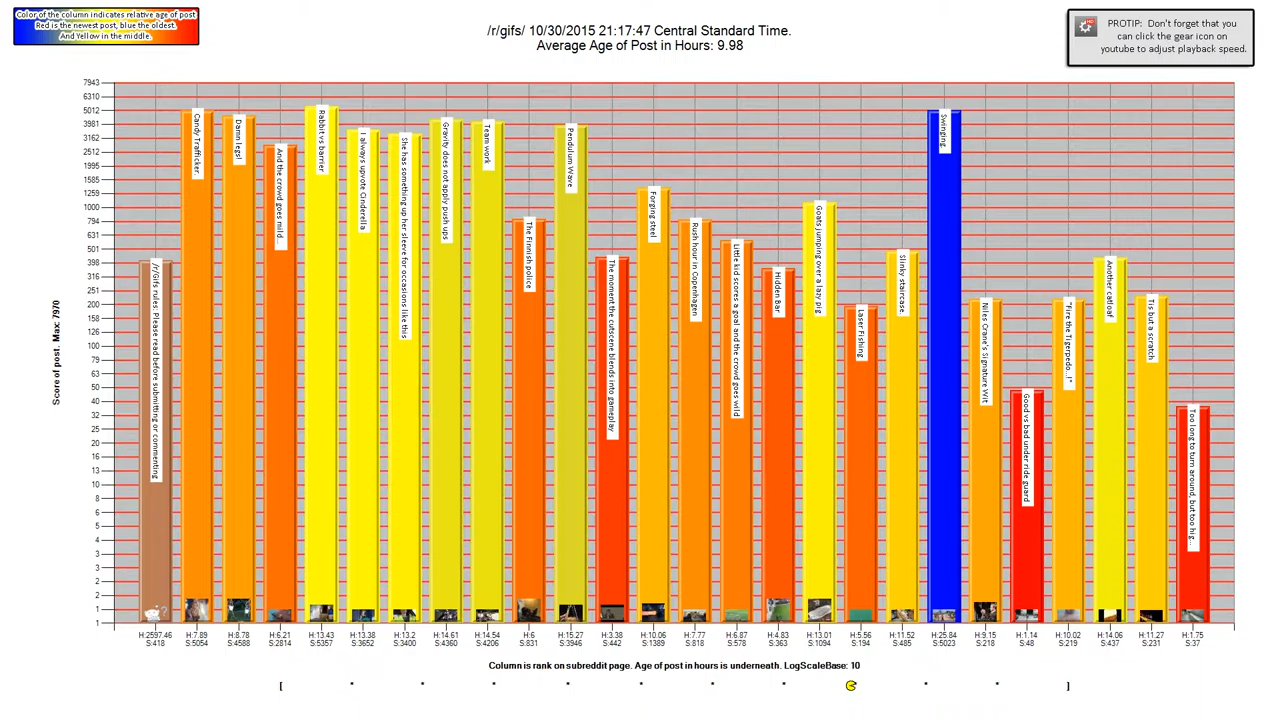 Color of the column indicates relative age of post
Red is the newest post, blue the oldest.
And Yellow in the middle.
/r/gifs/ 10/30/2015 21:17:47 Central Standard Time.
Average Age of Post in Hours: 9.98
PROTIP: Don't forget that you
can click the gear icon on
youtube to adjust playback speed.
Score of post. Max: 7970
7943
6310
5012
3981
3162
2512
1995
1585
1259
1000
794
631
501
398
316
251
200
158
126
100
79
63
50
40
32
25
20
16
13
10
8
6
5
4
3
3
2
2
1
1
/r/Gifs rules: Please read before submitting or commenting
Candy Trafficker.
Damn legs!
And the crowd goes mild...
Rabbit vs barrier
I always upvote Cinderella
She has something up her sleeve for occasions like this
Gravity does not apply push ups
Team work
The Finnish police
Pendulum Wave
The moment the cutscene blends into gameplay
Forging steel
Rush hour in Copenhagen
Little kid scores a goal and the crowd goes wild
Hidden Bar
Goats jumping over a lazy pig
Laser Fishing
Slinky staircase.
Swinging.
Niles Crane's Signature Wit
Good vs bad under ride guard
"Fire the Tigerpedo...!"
Another catloaf
Tis but a scratch
Too long to turn around, but too hig...
H:2597.46 H:7.89 H:8.78 H:6.21 H:13.43 H:13.38 H:13.2 H:14.61 H:14.54 H:6 H:15.27 H:3.38 H:10.06 H:7.77 H:6.87 H:4.83 H:13.01 H:5.56 H:11.52 H:25.84 H:9.15 H:1.14 H:10.02 H:14.06 H:11.27 H:1.75
S:418 S:5054 S:4588 S:2814 S:5357 S:3652 S:3400 S:4360 S:4206 S:831 S:3946 S:442 S:1389 S:818 S:578 S:363 S:1094 S:196 S:485 S:5023 S:218 S:48 S:219 S:437 S:231 S:37
Column is rank on subreddit page. Age of post in hours is underneath. LogScaleBase: 10